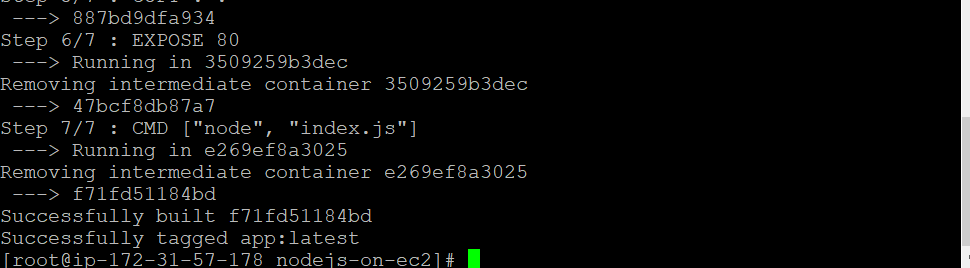 ---> 887bd9dfa934
Step 6/7 : EXPOSE 80
---> Running in 3509259b3dec
Removing intermediate container 3509259b3dec
---> 47bcf8db87a7
Step 7/7 : CMD ["node", "index.js"]
---> Running in e269ef8a3025
Removing intermediate container e269ef8a3025
---> f71fd51184bd
Successfully built f71fd51184bd
Successfully tagged app:latest
[root@ip-172-31-57-178 nodejs-on-ec2]#